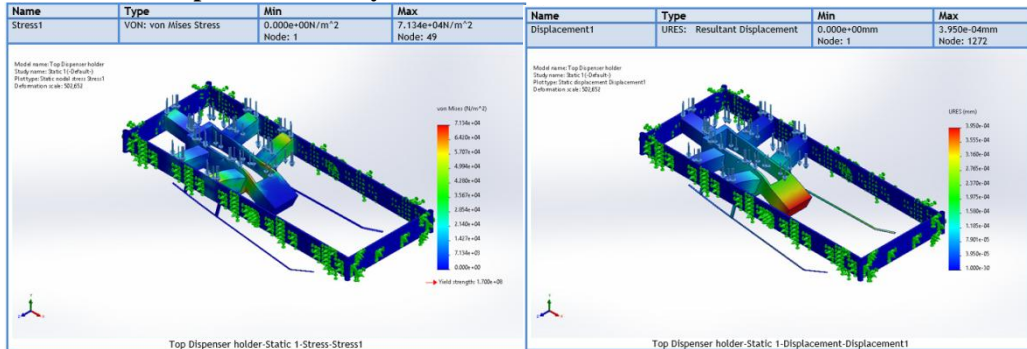 Name Type Min Max
Stress1 VON: von Mises Stress 0.000e+00N/m^2 7.134e+04N/m^2
Node: 1 Node: 49
Model name: Top Dispenser holder
Study name: Static 1(-Default-)
Plot type: Static nodal stress Stress1
Deformation scale: 502,652
von Mises (N/m^2)
7.134e+04
6.420e+04
5.707e+04
4.994e+04
4.280e+04
3.567e+04
2.854e+04
2.140e+04
1.427e+04
7.134e+03
0.000e+00
Yield strength: 1.700e+08
Top Dispenser holder-Static 1-Stress-Stress1
Name Type Min Max
Displacement1 URES: Resultant Displacement 0.000e+00mm 3.950e-04mm
Node: 1 Node: 1272
Model name: Top Dispenser holder
Study name: Static 1(-Default-)
Plot type: Static displacement Displacement1
Deformation scale: 502,652
URES (mm)
3.950e-04
3.555e-04
3.160e-04
2.370e-04
1.975e-04
1.580e-04
1.185e-04
7.901e-05
3.950e-05
1.000e-30
Top Dispenser holder-Static 1-Displacement-Displacement1